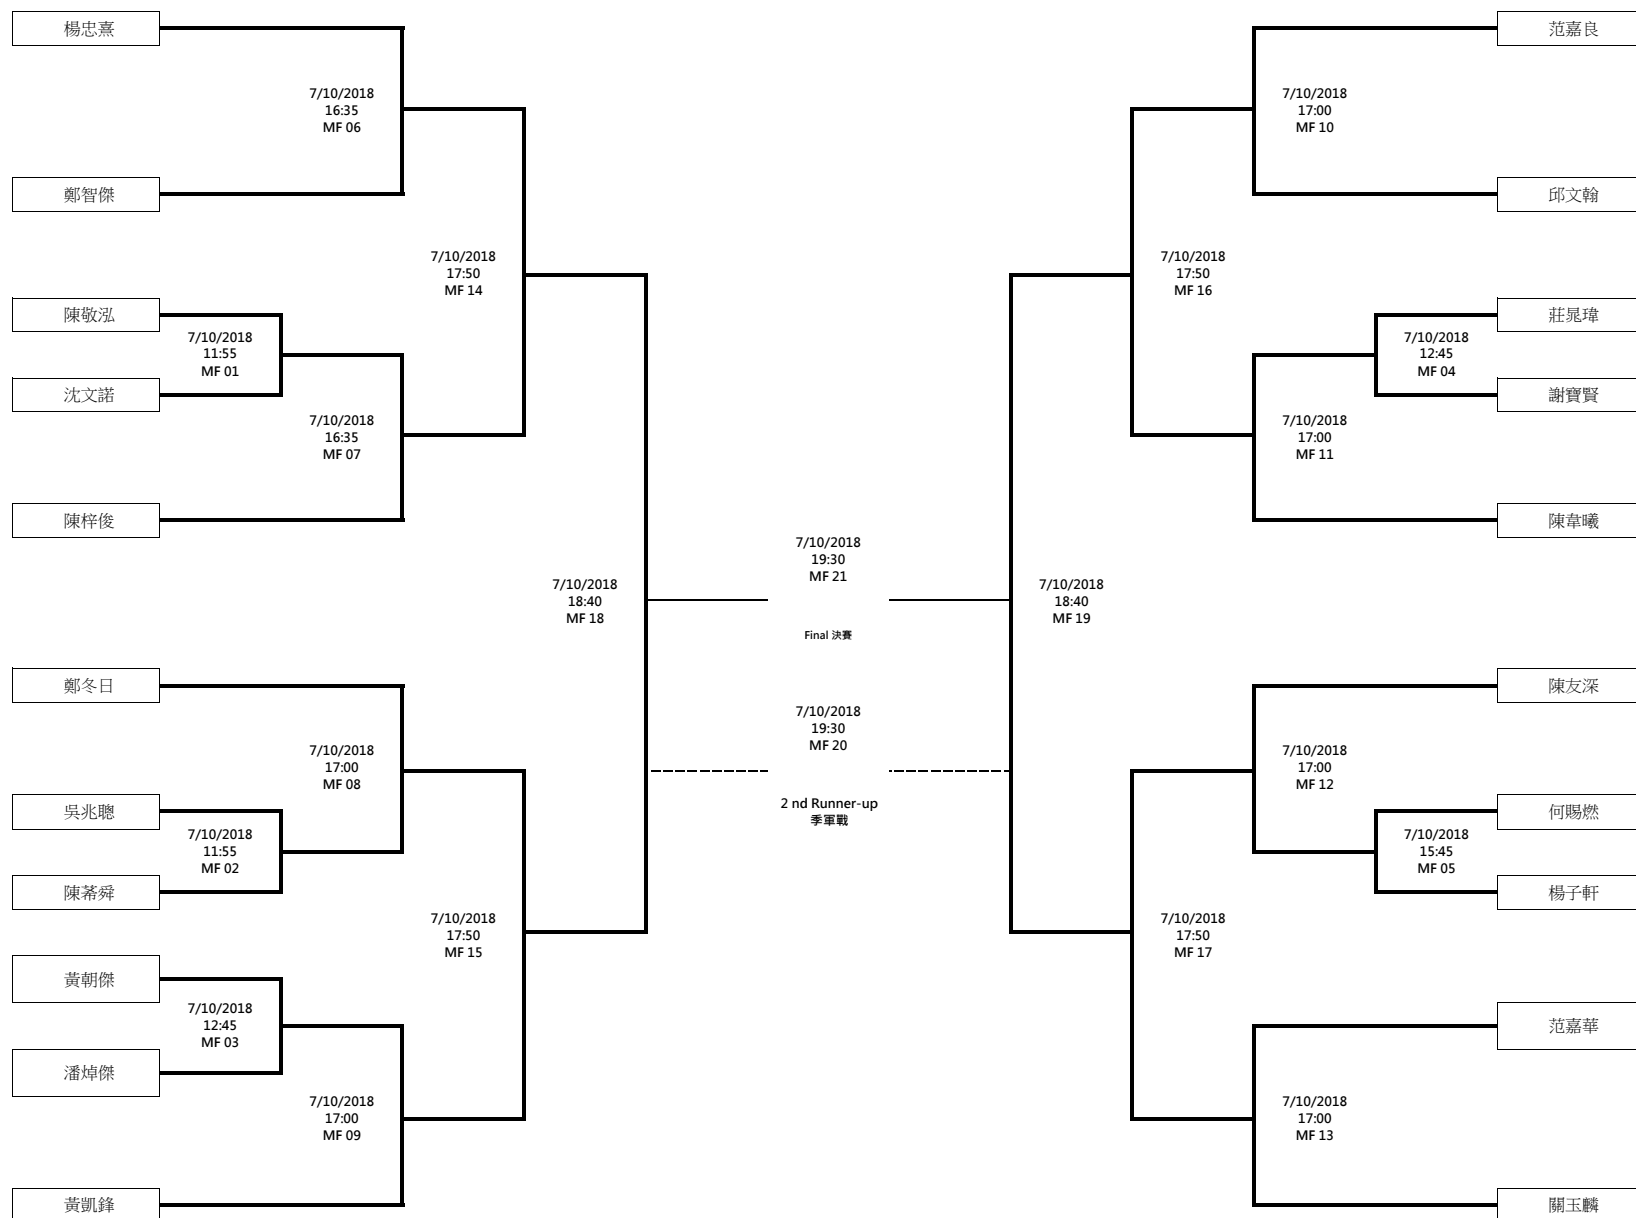 楊忠熹
范嘉良
7/10/2018
16:35
MF 06
7/10/2018
17:00
MF 10
鄭智傑
邱文翰
7/10/2018
17:50
MF 14
7/10/2018
17:50
MF 16
陳敬泓
莊晁瑋
7/10/2018
11:55
MF 01
7/10/2018
12:45
MF 04
沈文諾
謝寶賢
7/10/2018
16:35
MF 07
7/10/2018
17:00
MF 11
陳梓俊
陳韋曦
7/10/2018
19:30
MF 21
7/10/2018
18:40
MF 18
7/10/2018
18:40
MF 19
Final 決賽
鄭冬日
陳友深
7/10/2018
19:30
MF 20
7/10/2018
17:00
MF 08
7/10/2018
17:00
MF 12
2 nd Runner-up
季軍戰
吳兆聰
何賜燃
7/10/2018
11:55
MF 02
7/10/2018
15:45
MF 05
陳莃舜
楊子軒
7/10/2018
17:50
MF 15
7/10/2018
17:50
MF 17
黃朝傑
7/10/2018
12:45
MF 03
范嘉華
潘焯傑
7/10/2018
17:00
MF 09
7/10/2018
17:00
MF 13
黃凱鋒
關玉麟